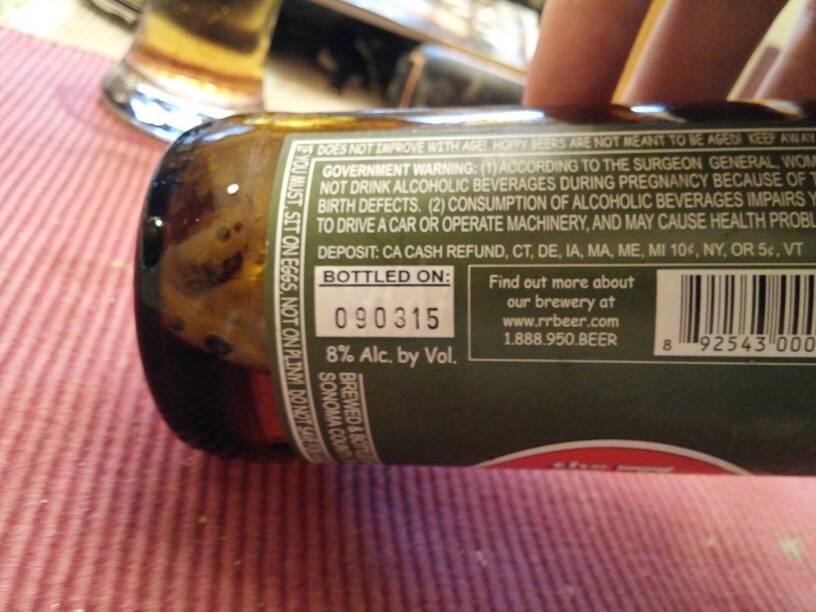 DOES NOT IMPROVE WITH AGE! HOPPY BEERS ARE NOT MEANT TO BE AGED! KEEP AWAY
YOU MUST, SIT ON EGGS, NOT ON PLINY! DO NOT
GOVERNMENT WARNING: (1) ACCORDING TO THE SURGEON GENERAL, WOM
NOT DRINK ALCOHOLIC BEVERAGES DURING PREGNANCY BECAUSE OF T
BIRTH DEFECTS. (2) CONSUMPTION OF ALCOHOLIC BEVERAGES IMPAIRS Y
TO DRIVE A CAR OR OPERATE MACHINERY, AND MAY CAUSE HEALTH PROBL
DEPOSIT: CA CASH REFUND, CT, DE, IA, MA, ME, MI 10¢, NY, OR 5¢, VT
BOTTLED ON:
090315
8% Alc. by Vol.
Find out more about
our brewery at
www.rrbeer.com
1.888.950.BEER
8 92543 000
BREWED & BOT
SONOMA COUN
the